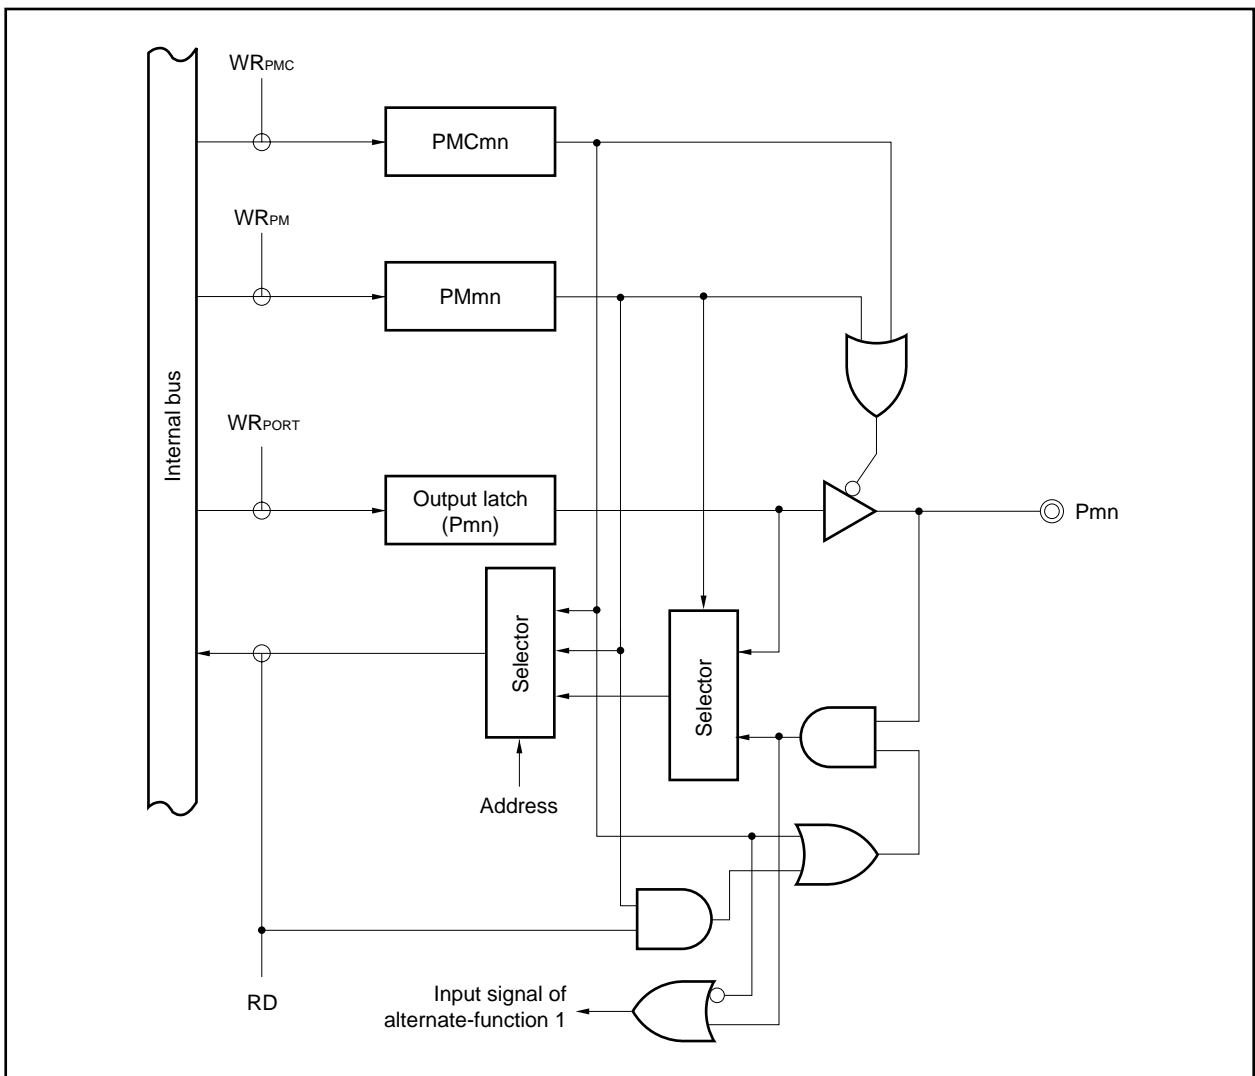 WRPMC
PMCmn
WRPM
PMmn
Internal bus
WRPORT
Output latch
(Pmn)
Pmn
Selector
Selector
Address
RD
Input signal of
alternate-function 1